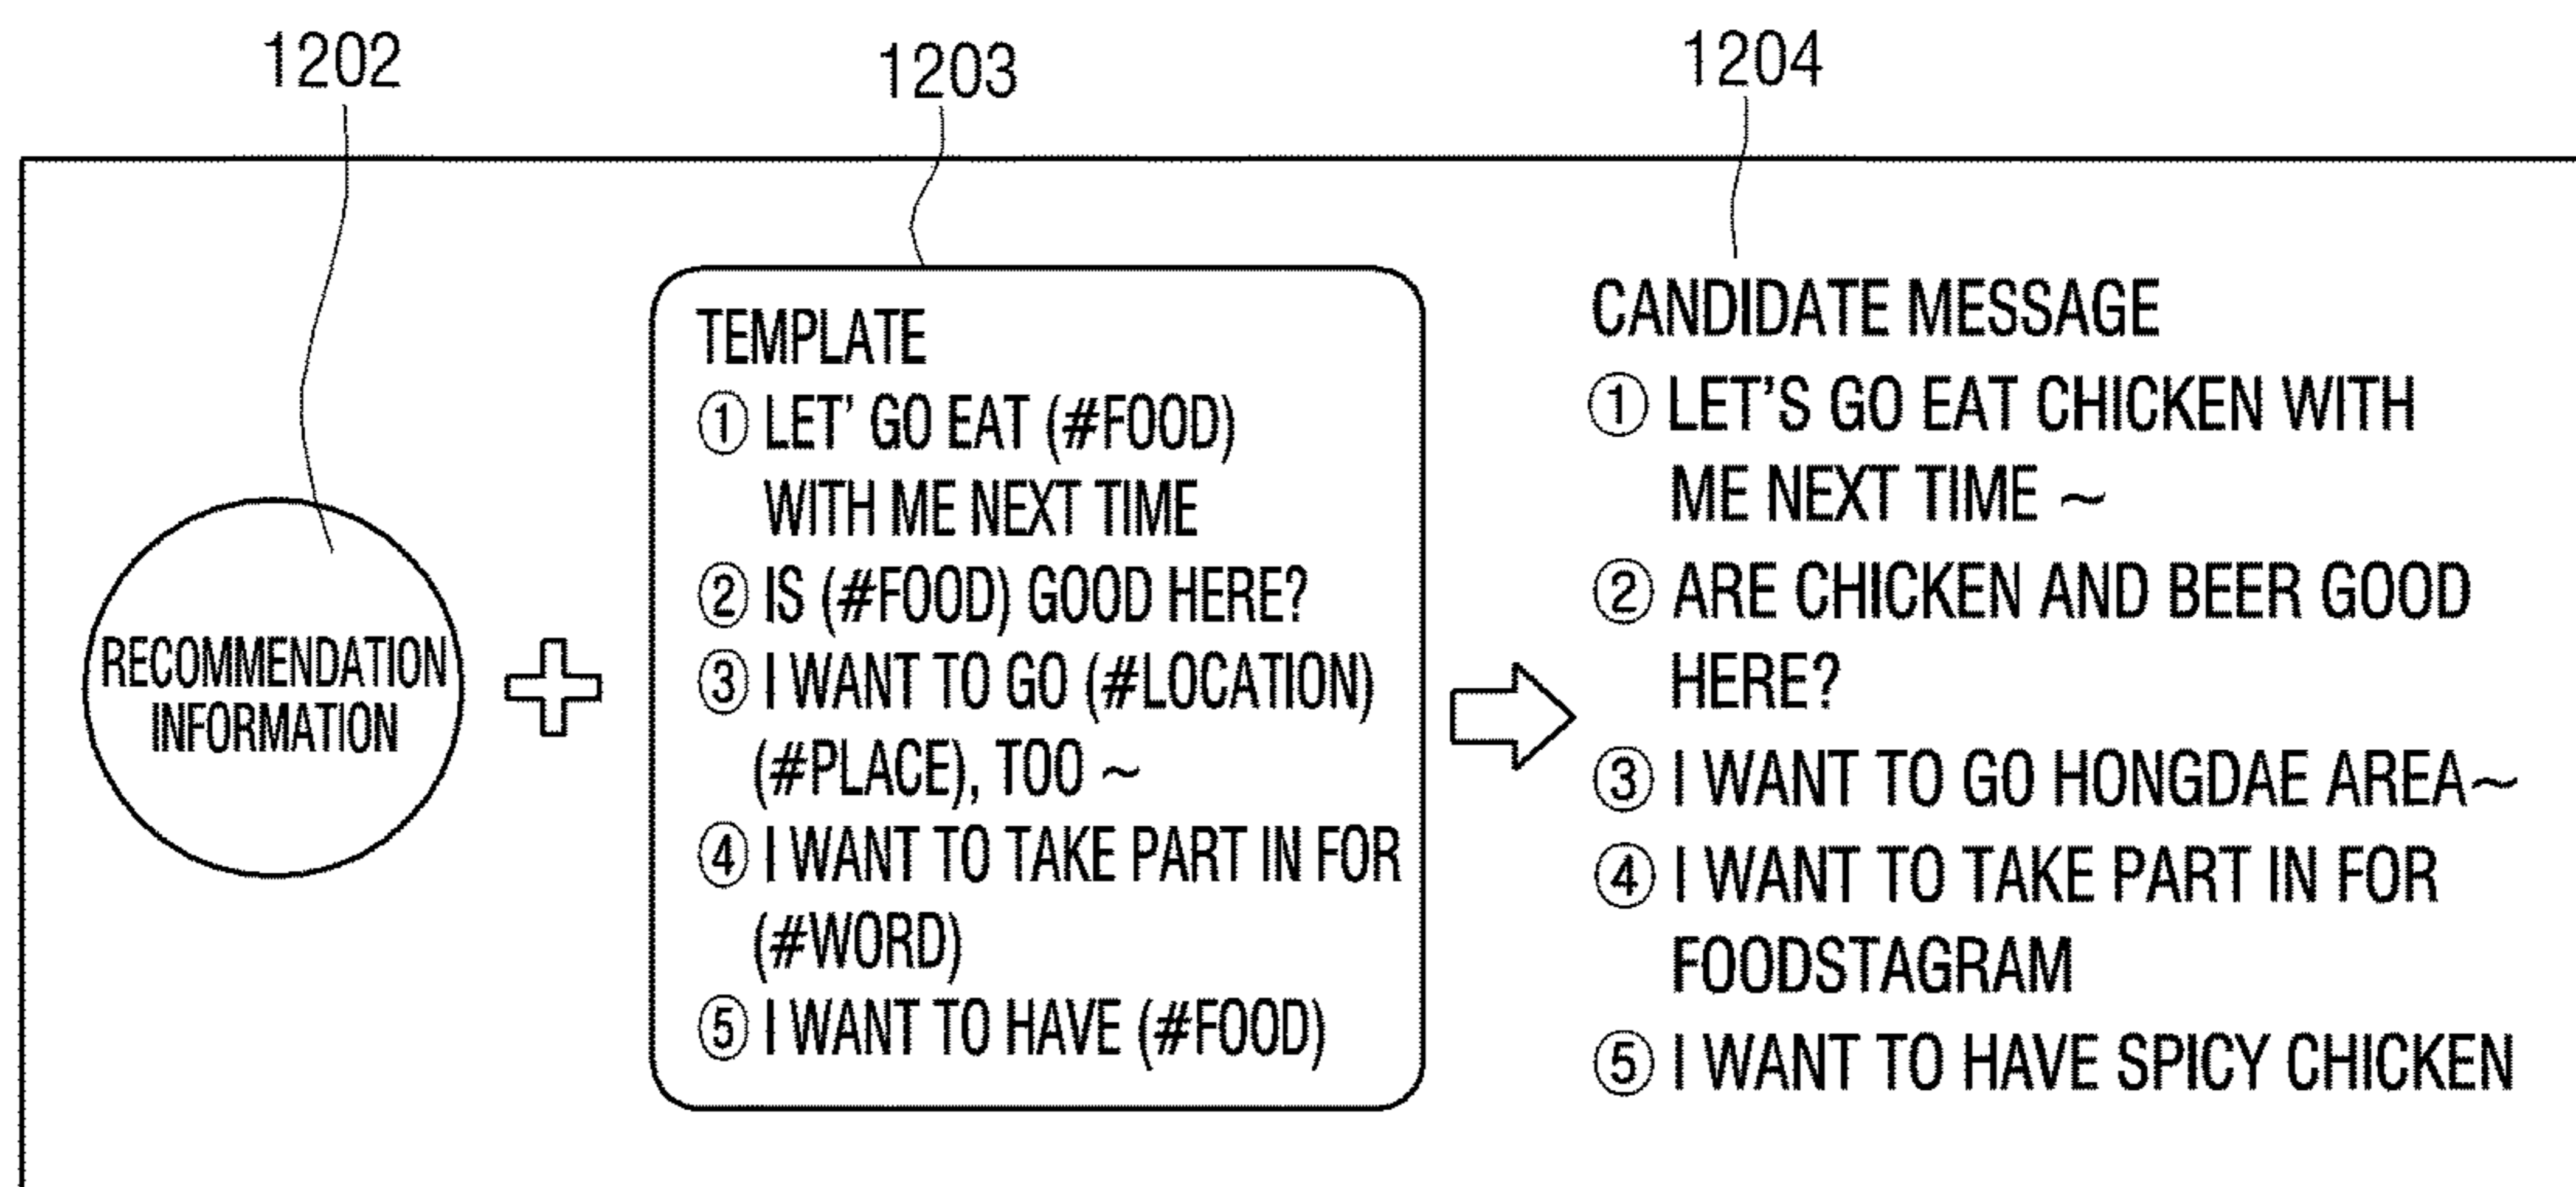 1202
1203
1204
RECOMMENDATION
INFORMATION
TEMPLATE
① LET' GO EAT (#FOOD)
WITH ME NEXT TIME
② IS (#FOOD) GOOD HERE?
③ I WANT TO GO (#LOCATION)
(#PLACE), TOO ~
④ I WANT TO TAKE PART IN FOR
(#WORD)
⑤ I WANT TO HAVE (#FOOD)
CANDIDATE MESSAGE
① LET'S GO EAT CHICKEN WITH
ME NEXT TIME ~
② ARE CHICKEN AND BEER GOOD
HERE?
③ I WANT TO GO HONGDAE AREA~
④ I WANT TO TAKE PART IN FOR
FOODSTAGRAM
⑤ I WANT TO HAVE SPICY CHICKEN